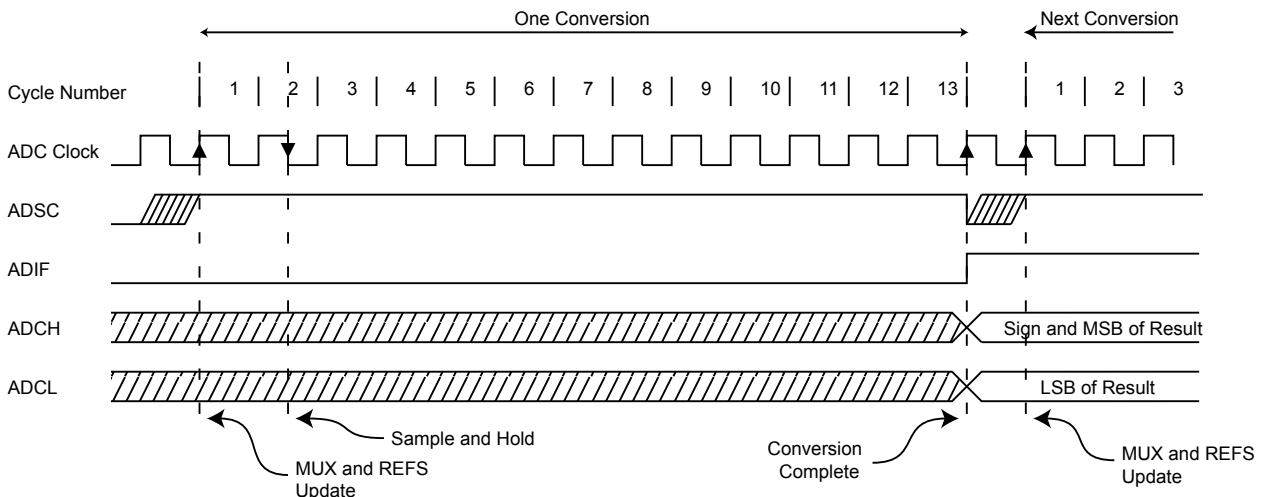 One Conversion
Next Conversion
Cycle Number
1 2 3 4 5 6 7 8 9 10 11 12 13 1 2 3
ADC Clock
ADSC
ADIF
ADCH
Sign and MSB of Result
ADCL
LSB of Result
Sample and Hold
MUX and REFS
Update
Conversion
Complete
MUX and REFS
Update